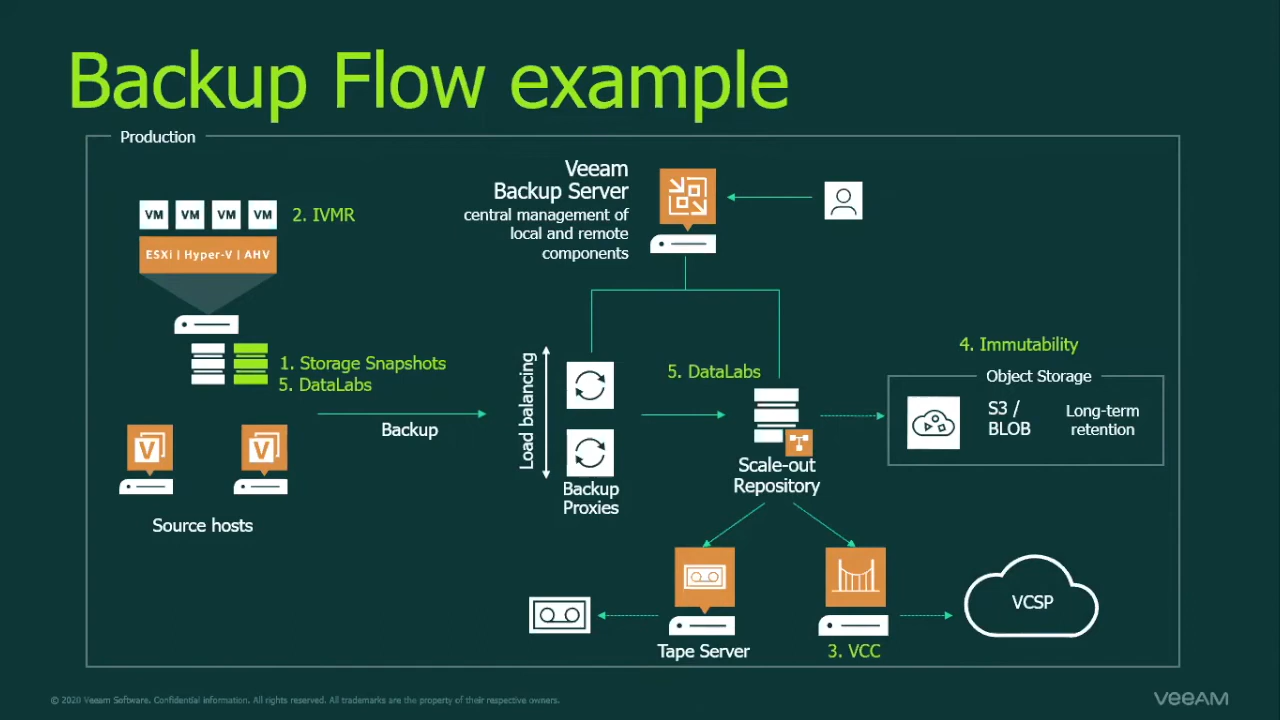 Backup Flow example
Production
Veeam
Backup Server
central management of
local and remote
components
VM VM VM VM
2. IVMR
ESXi | Hyper-V | AHV
1. Storage Snapshots
5. DataLabs
Backup
V V
Source hosts
Load balancing
Backup
Proxies
5. DataLabs
Scale-out
Repository
4. Immutability
Object Storage
S3 /
BLOB
Long-term
retention
Tape Server
3. VCC
VCSP
© 2020 Veeam Software. Confidential information. All rights reserved. All trademarks are the property of their respective owners.
VEEAM